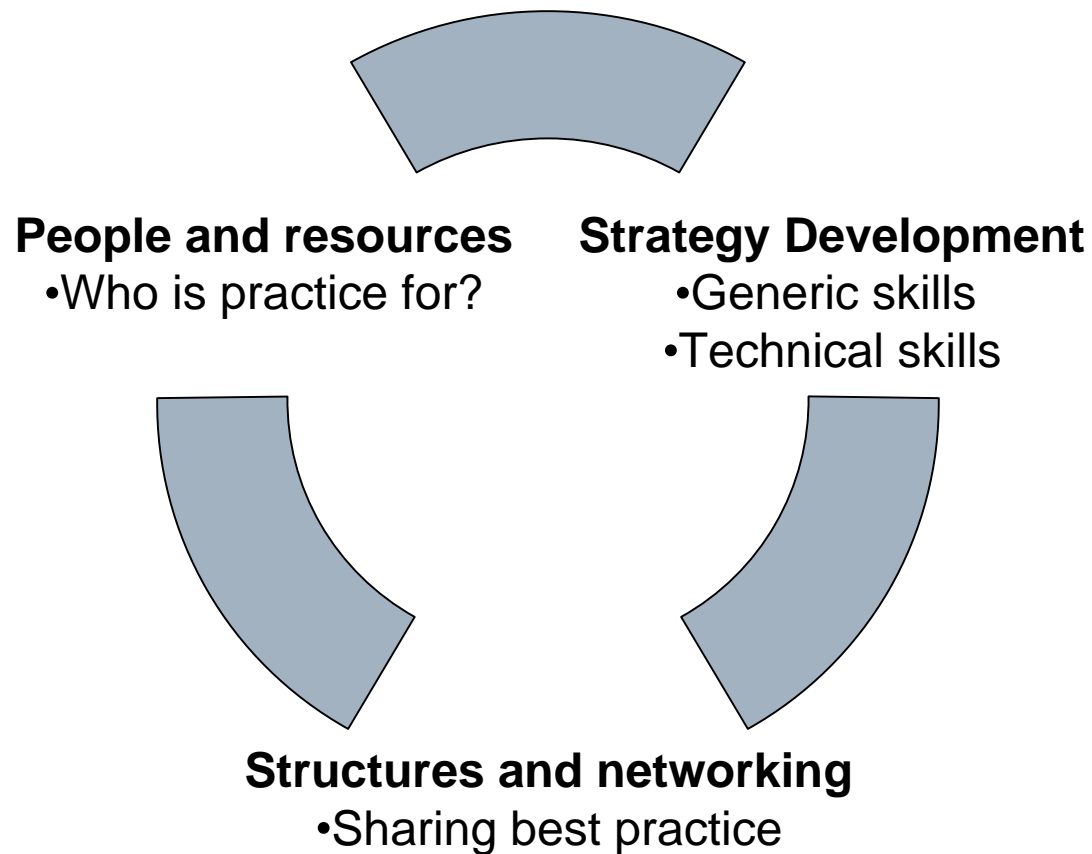 People and resources
•Who is practice for?
Strategy Development
•Generic skills
•Technical skills
Structures and networking
•Sharing best practice